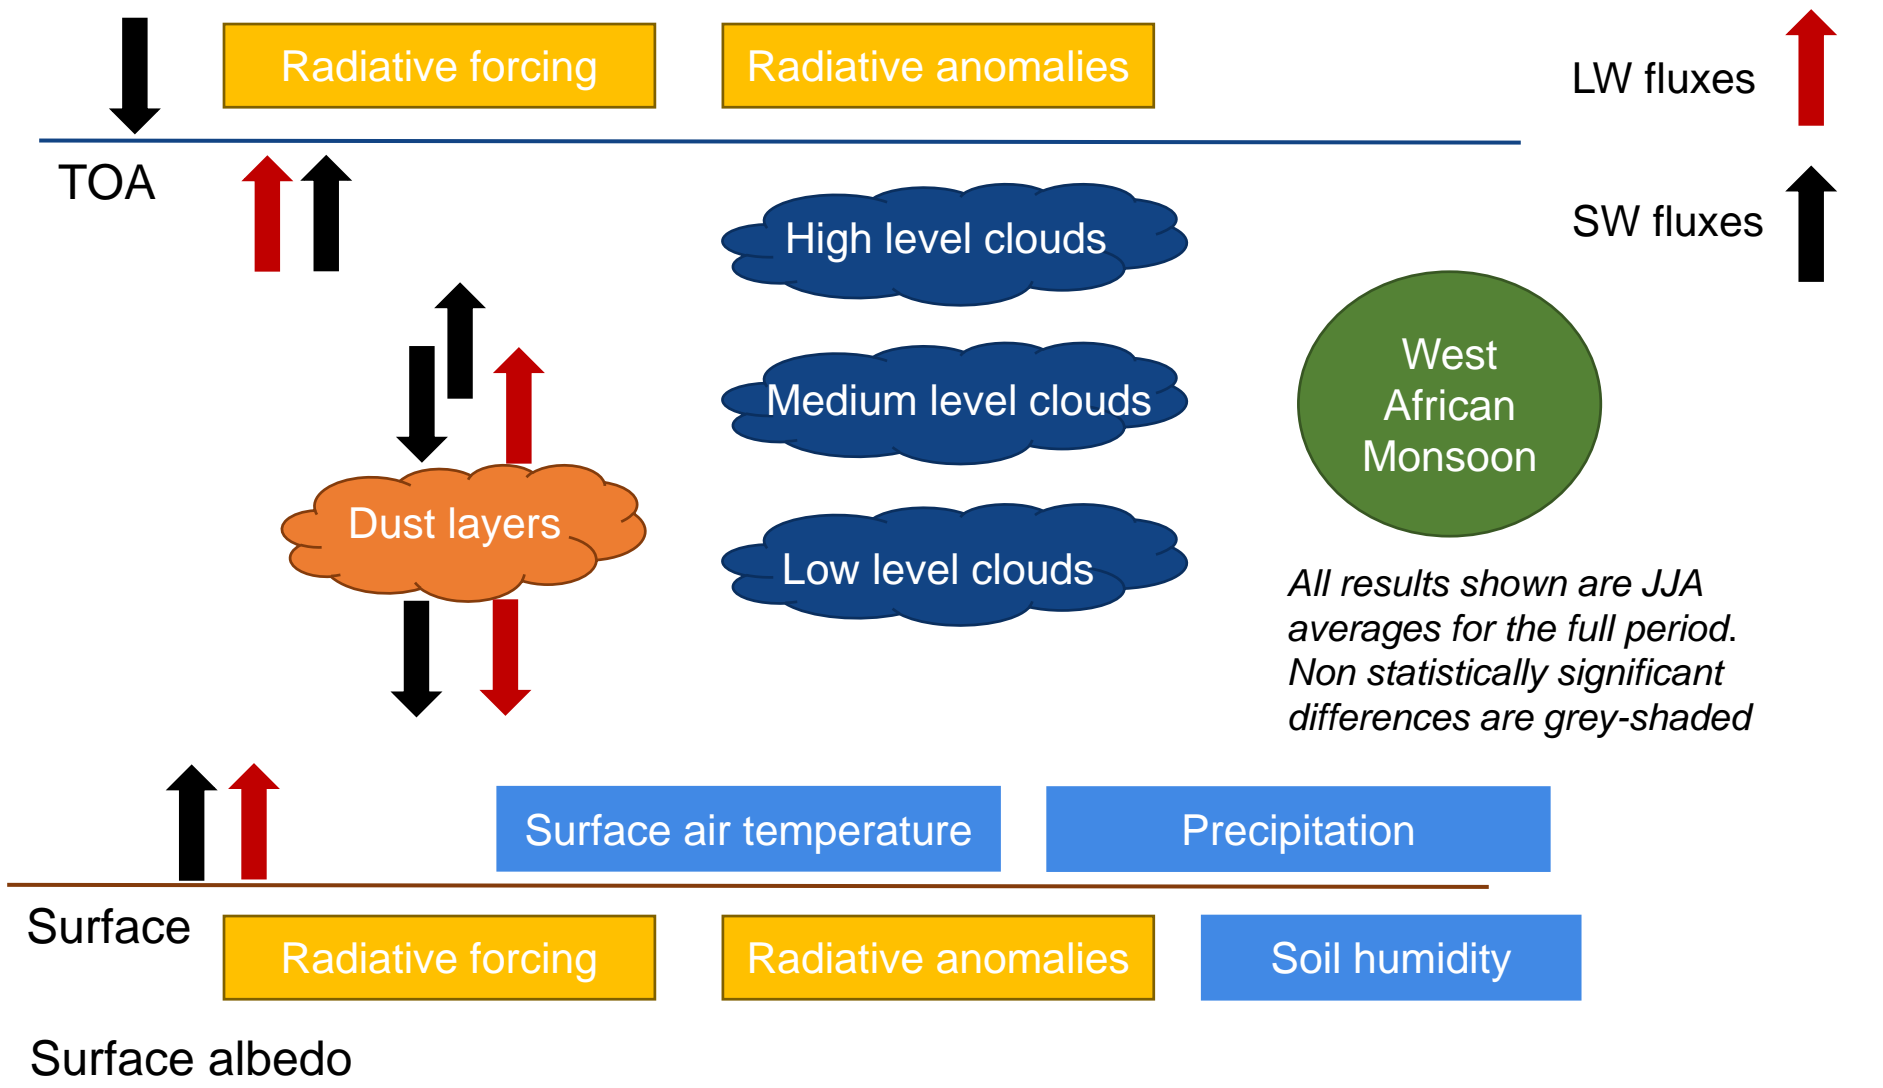 Radiative forcing
Radiative anomalies
LW fluxes
TOA
SW fluxes
High level clouds
Medium level clouds
Low level clouds
West
African
Monsoon
Dust layers
All results shown are JJA
averages for the full period.
Non statistically significant
differences are grey-shaded
Surface air temperature
Precipitation
Surface
Radiative forcing
Radiative anomalies
Soil humidity
Surface albedo